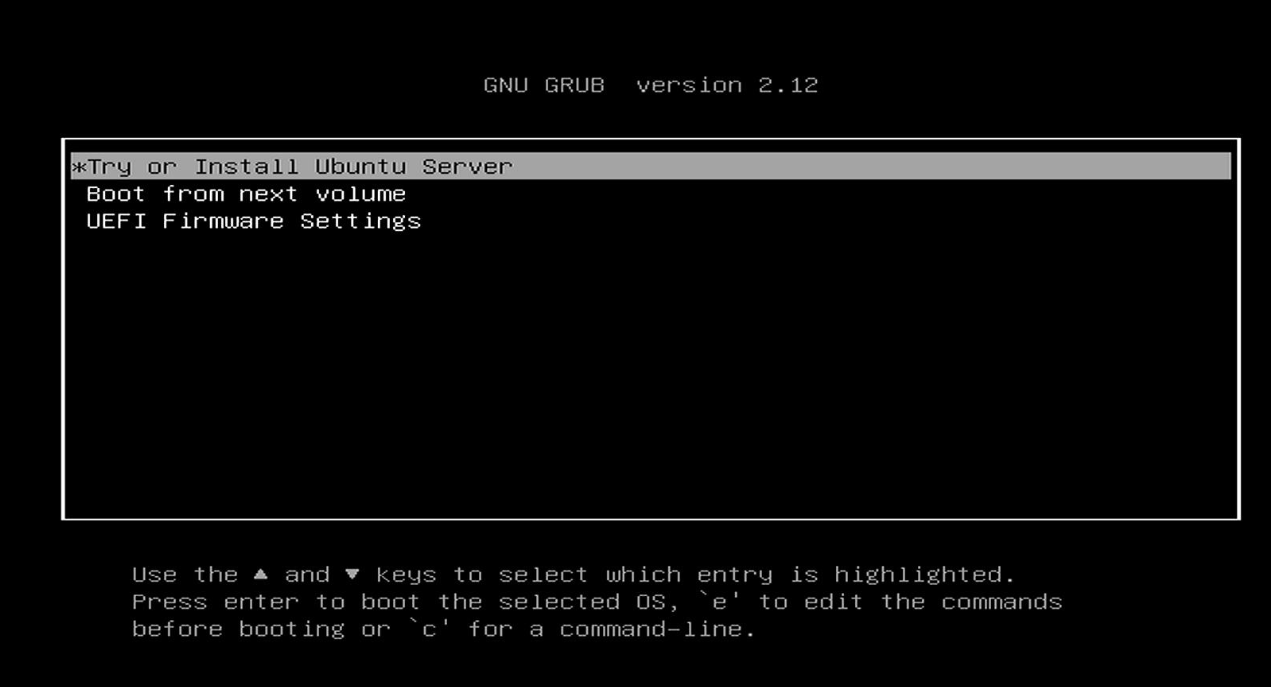 GNU GRUB  version 2.12
*Try or Install Ubuntu Server
Boot from next volume
UEFI Firmware Settings
Use the ▲ and ▼ keys to select which entry is highlighted.
Press enter to boot the selected OS, `e' to edit the commands
before booting or `c' for a command-line.